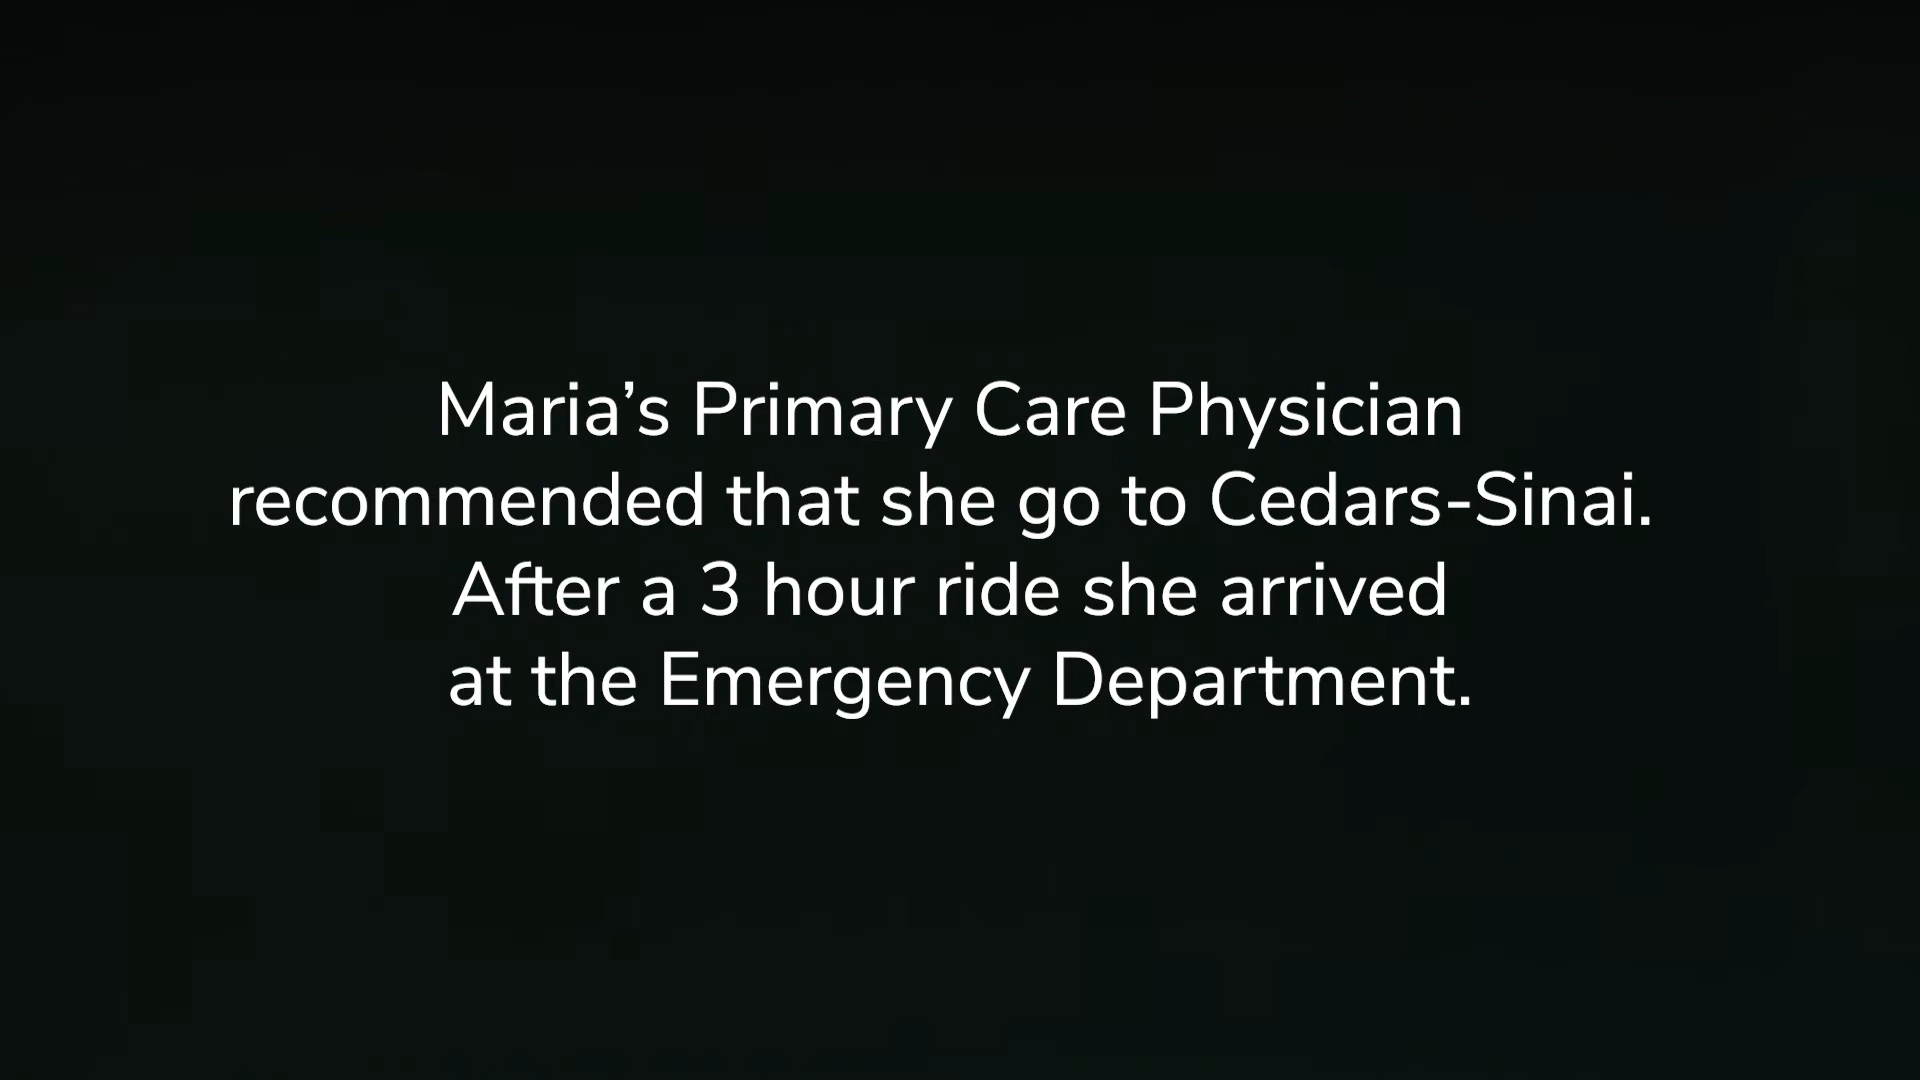 Maria’s Primary Care Physician
recommended that she go to Cedars-Sinai.
After a 3 hour ride she arrived
at the Emergency Department.